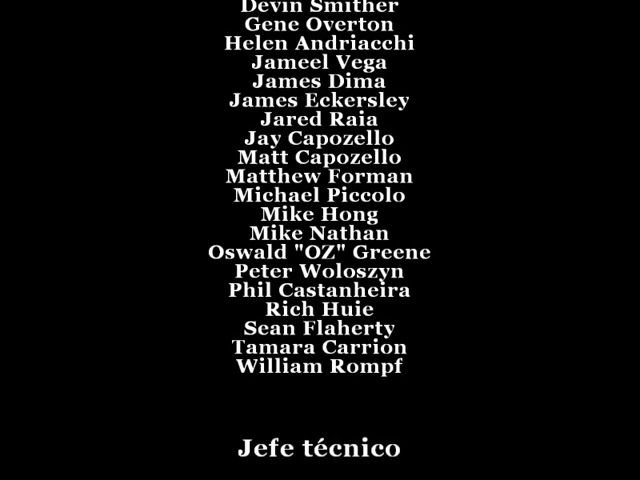 Devin Smither
Gene Overton
Helen Andriacchi
Jameel Vega
James Dima
James Eckersley
Jared Raia
Jay Capozello
Matt Capozello
Matthew Forman
Michael Piccolo
Mike Hong
Mike Nathan
Oswald "OZ" Greene
Peter Woloszyn
Phil Castanheira
Rich Huie
Sean Flaherty
Tamara Carrion
William Rompf
Jefe técnico